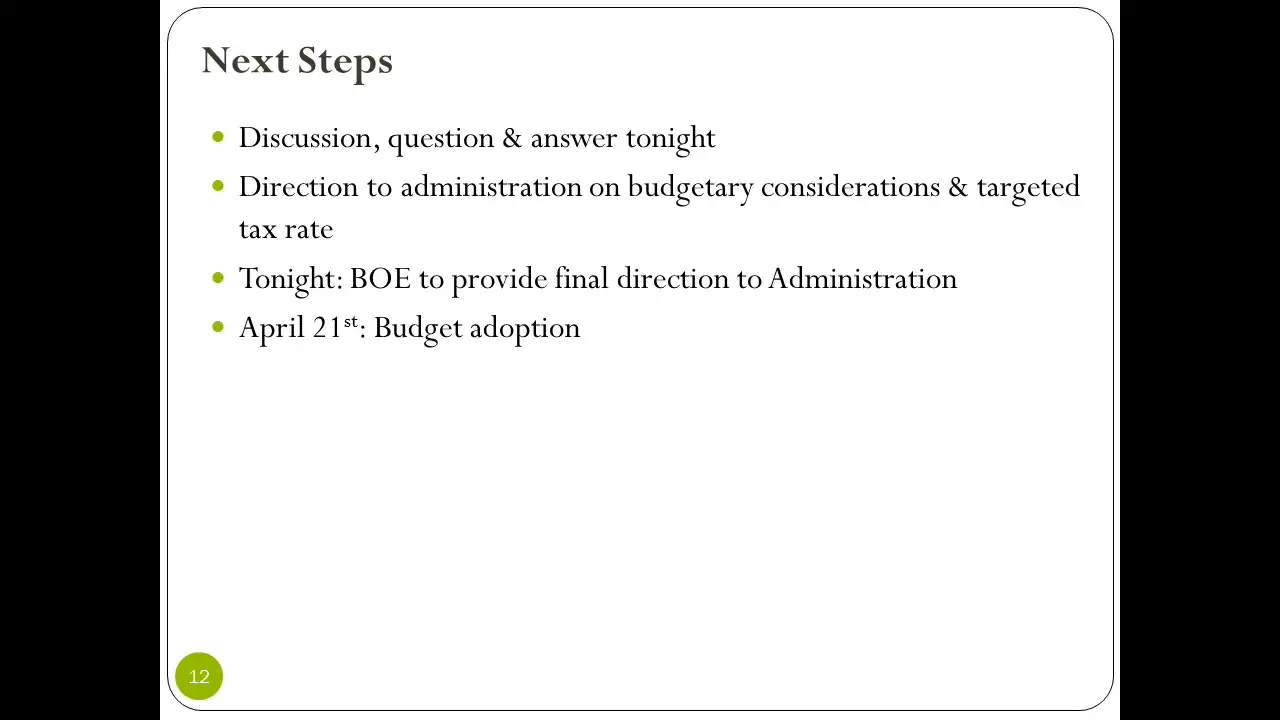 Next Steps
Discussion, question & answer tonight
Direction to administration on budgetary considerations & targeted
tax rate
Tonight: BOE to provide final direction to Administration
April 21st: Budget adoption
12